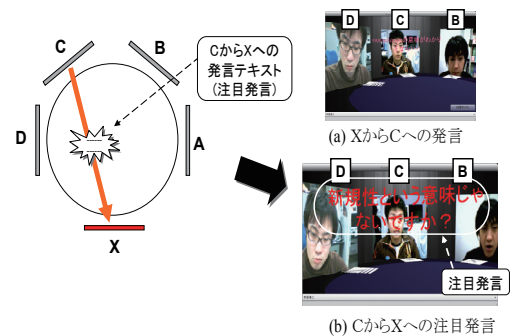 C
B
CからXへの
発言テキスト
(注目発言)
D
A
X
D
C
B
(a) XからCへの発言
D
C
B
新規性という意味じゃ
ないですか？
注目発言
(b) CからXへの注目発言